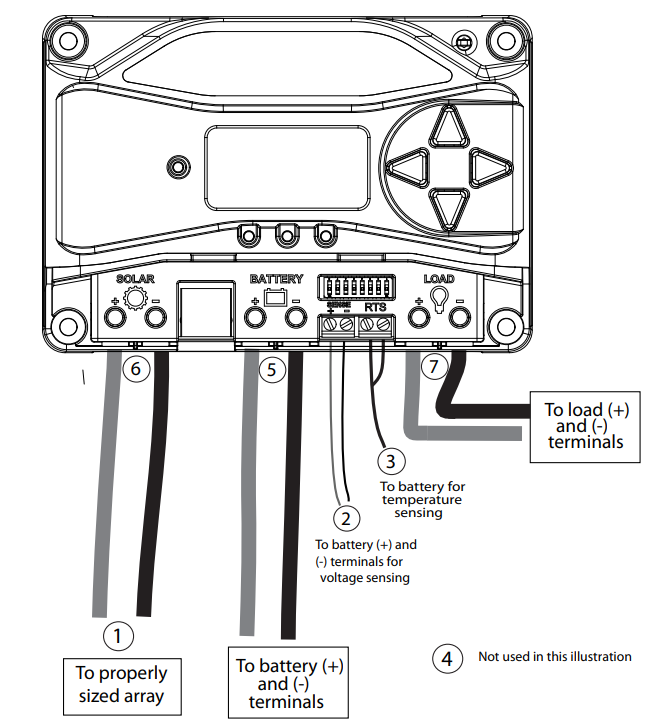 SOLAR
BATTERY
LOAD
+ -
+ -
SENSE
+ -
RTS
+ -
6
5
7
To load (+)
and (-)
terminals
3
To battery for
temperature
sensing
2
To battery (+) and
(-) terminals for
voltage sensing
1
To properly
sized array
To battery (+)
and (-)
terminals
4
Not used in this illustration